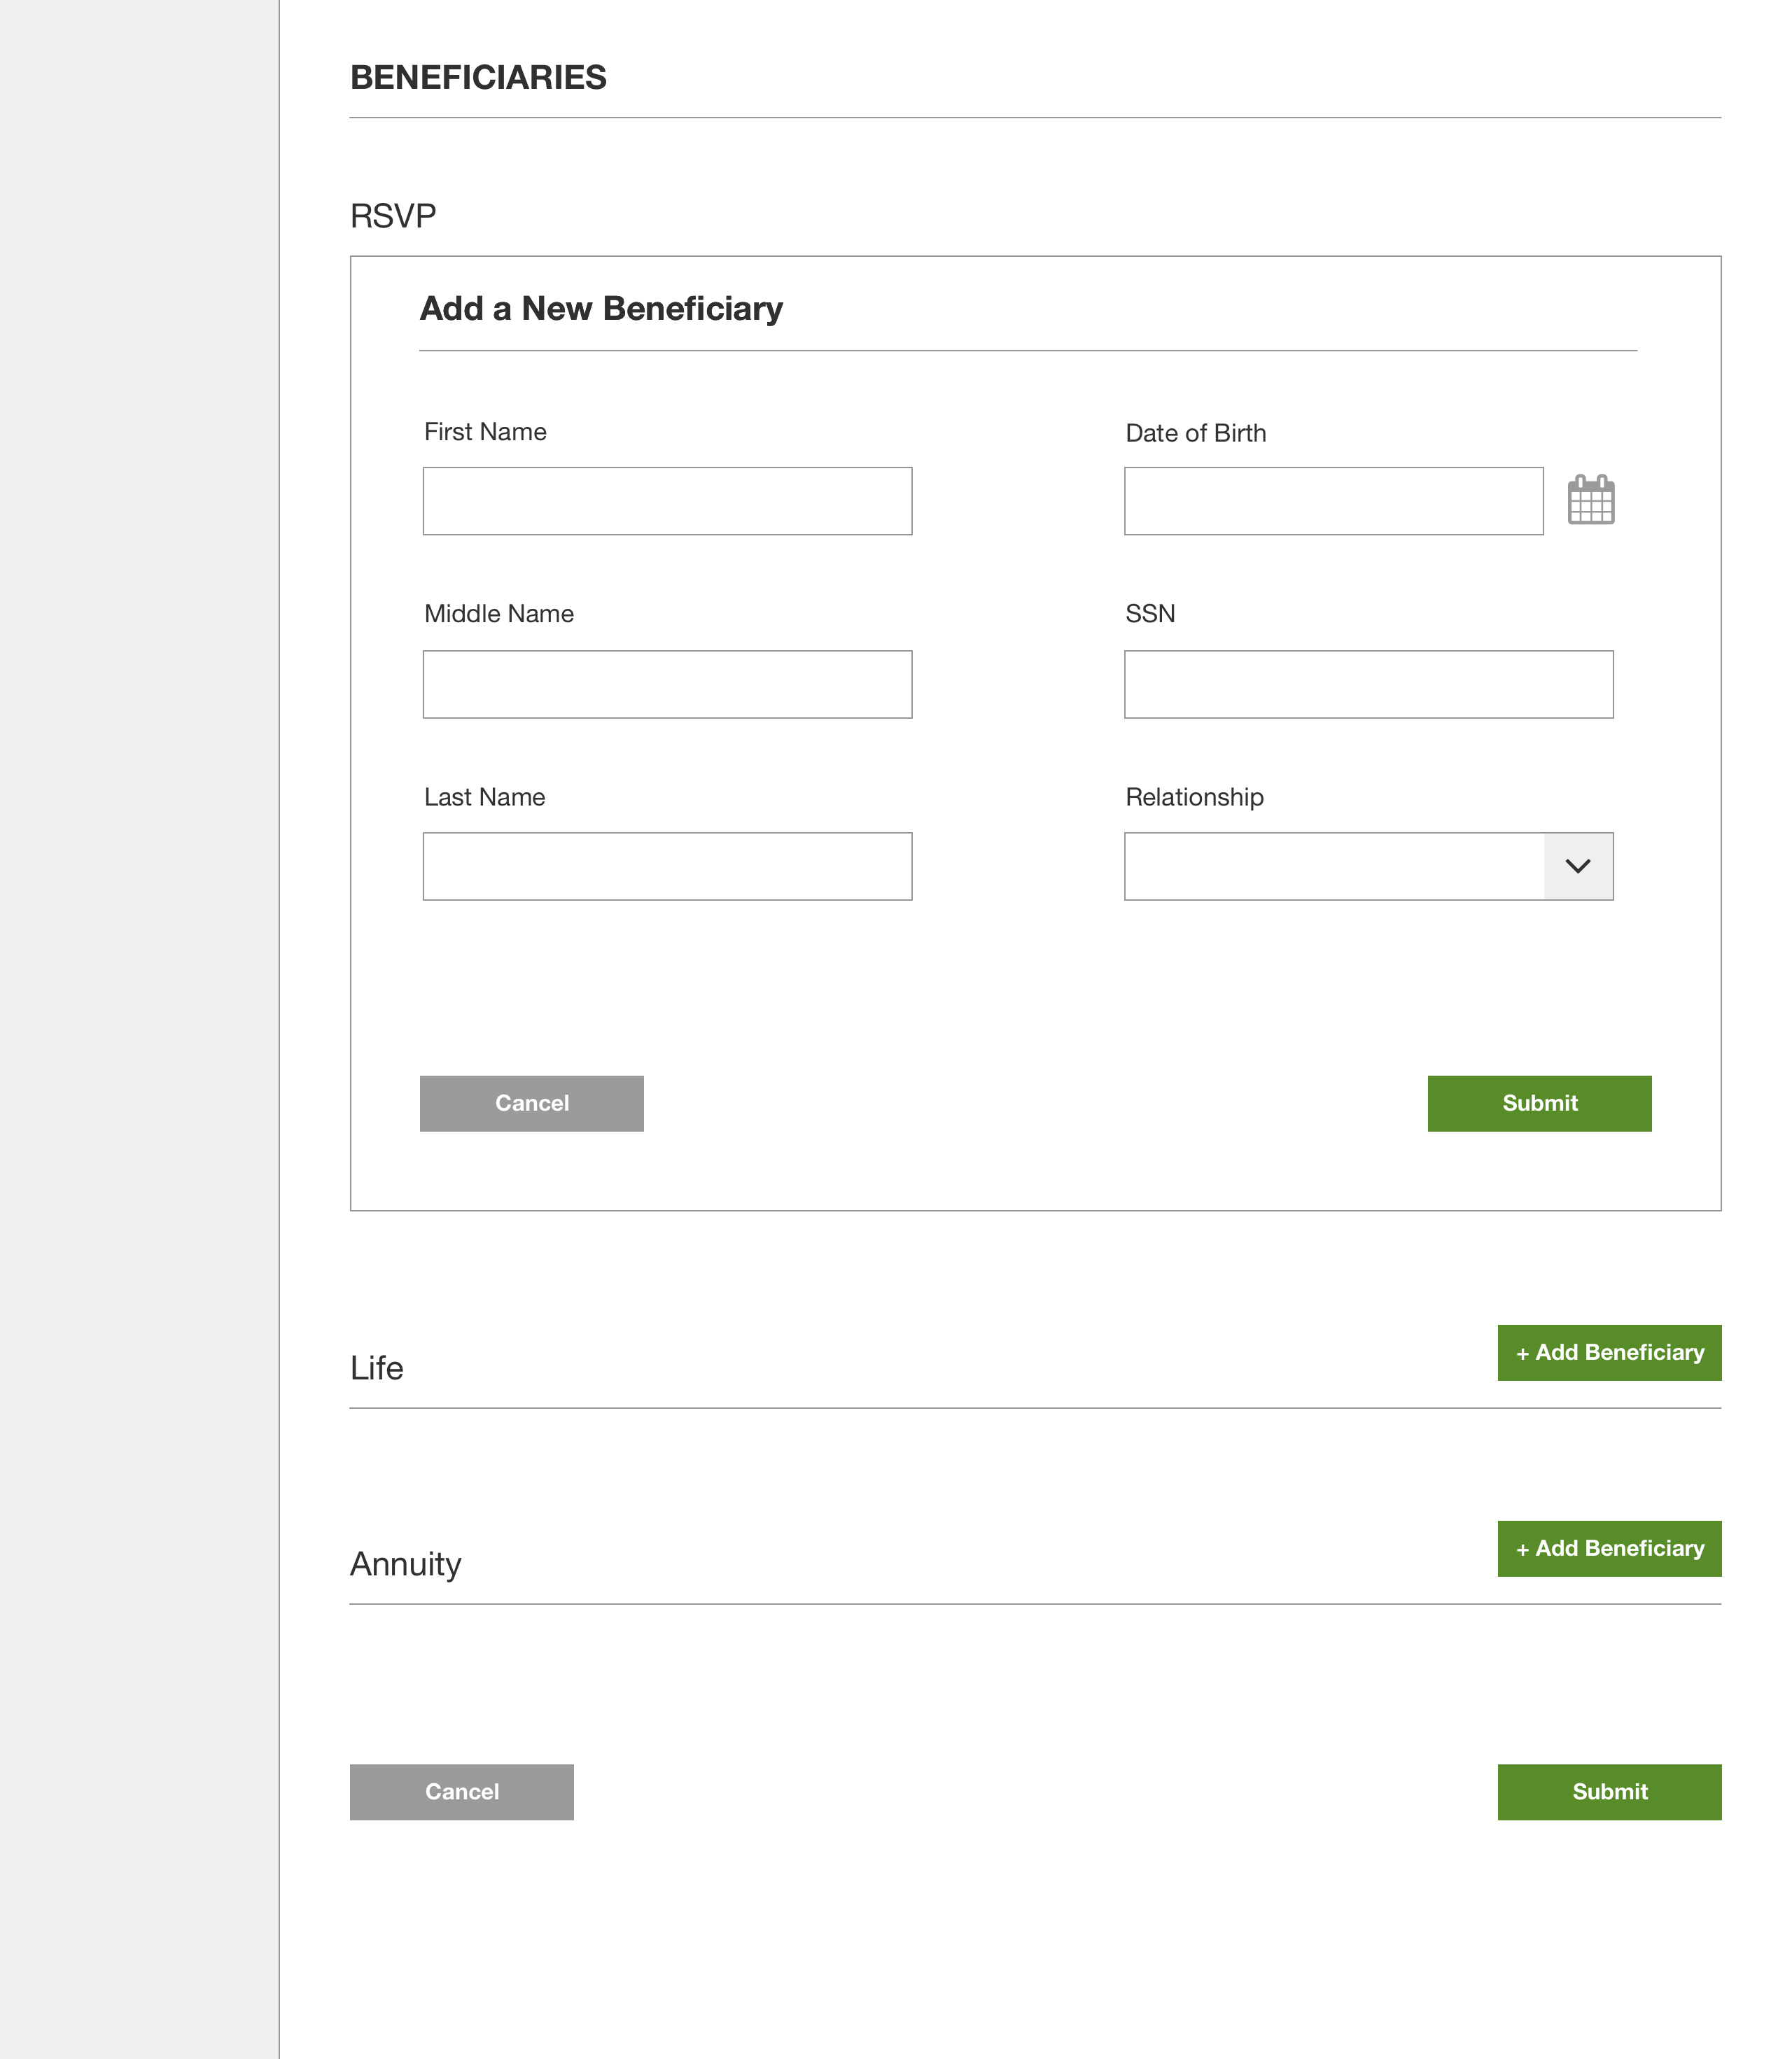 BENEFICIARIES
RSVP
Add a New Beneficiary
First Name
Date of Birth
Middle Name
SSN
Last Name
Relationship
Cancel
Submit
Life
+ Add Beneficiary
Annuity
+ Add Beneficiary
Cancel
Submit